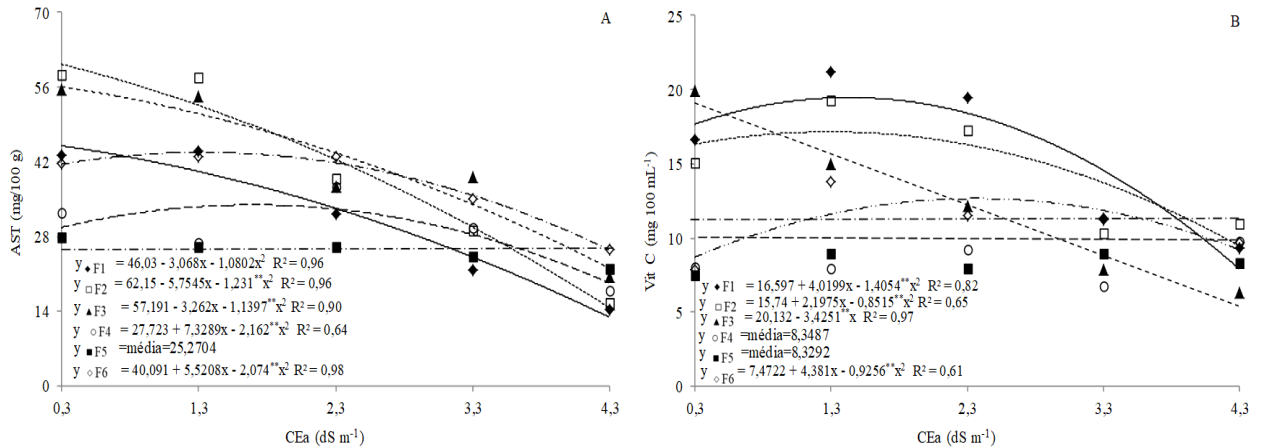 A
AST (mg/100 g)
70
56
42
28
14
0
y F1 = 46,03 - 3,068x - 1,0802x² R² = 0,96
y F2 = 62,15 - 5,7545x - 1,231**x² R² = 0,96
y F3 = 57,191 - 3,262x - 1,1397**x² R² = 0,90
y F4 = 27,723 + 7,3289x - 2,162**x² R² = 0,64
y F5 =média=25,2704
y F6 = 40,091 + 5,5208x - 2,074**x² R² = 0,98
0,3 1,3 2,3 3,3 4,3
CEa (dS m⁻¹)
B
Vit C (mg 100 mL⁻¹)
25
20
15
10
5
0
y F1 = 16,597 + 4,0199x - 1,4054**x² R² = 0,82
y F2 = 15,74 + 2,1975x - 0,8515**x² R² = 0,65
y F3 = 20,132 - 3,4251**x R² = 0,97
y F4 =média=8,3487
y F5 =média=8,3292
y F6 = 7,4722 + 4,381x - 0,9256**x² R² = 0,61
0,3 1,3 2,3 3,3 4,3
CEa (dS m⁻¹)